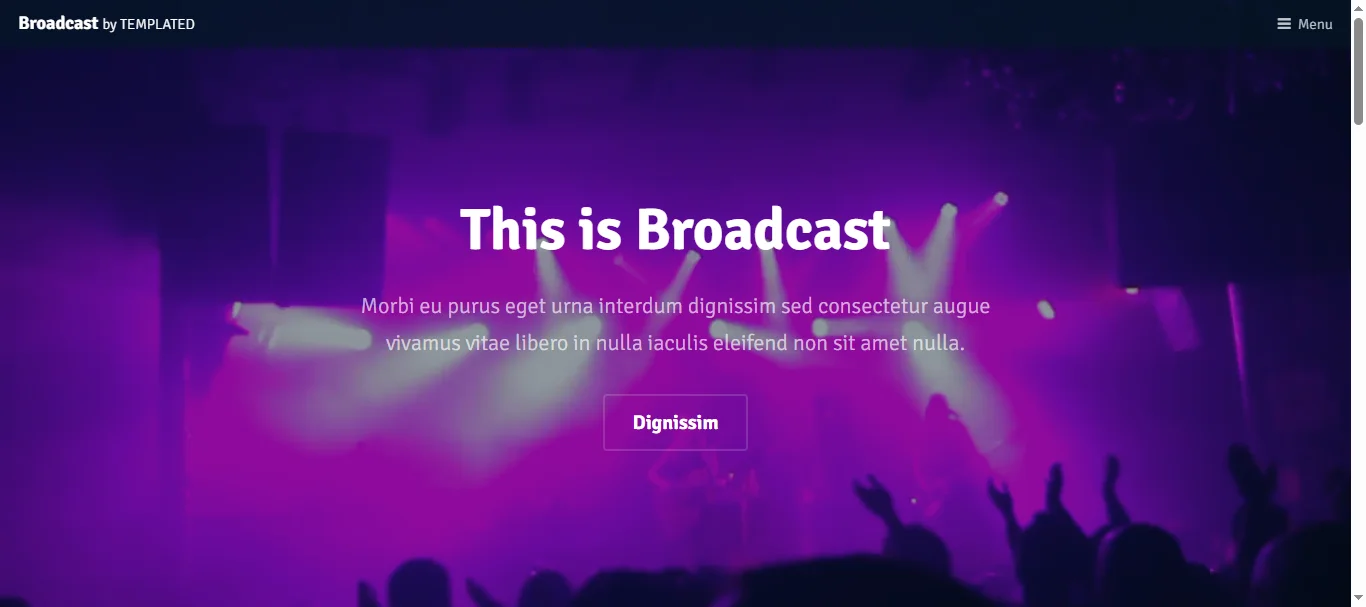 Broadcast by TEMPLATED
Menu
This is Broadcast
Morbi eu purus eget urna interdum dignissim sed consectetur augue
vivamus vitae libero in nulla iaculis eleifend non sit amet nulla.
Dignissim